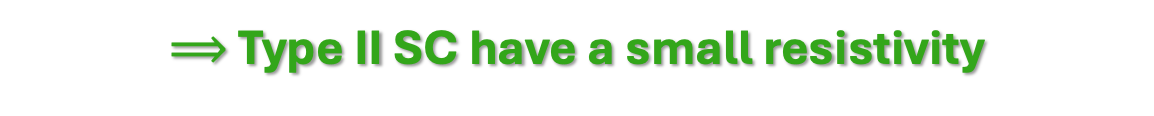 ⟹ Type II SC have a small resistivity